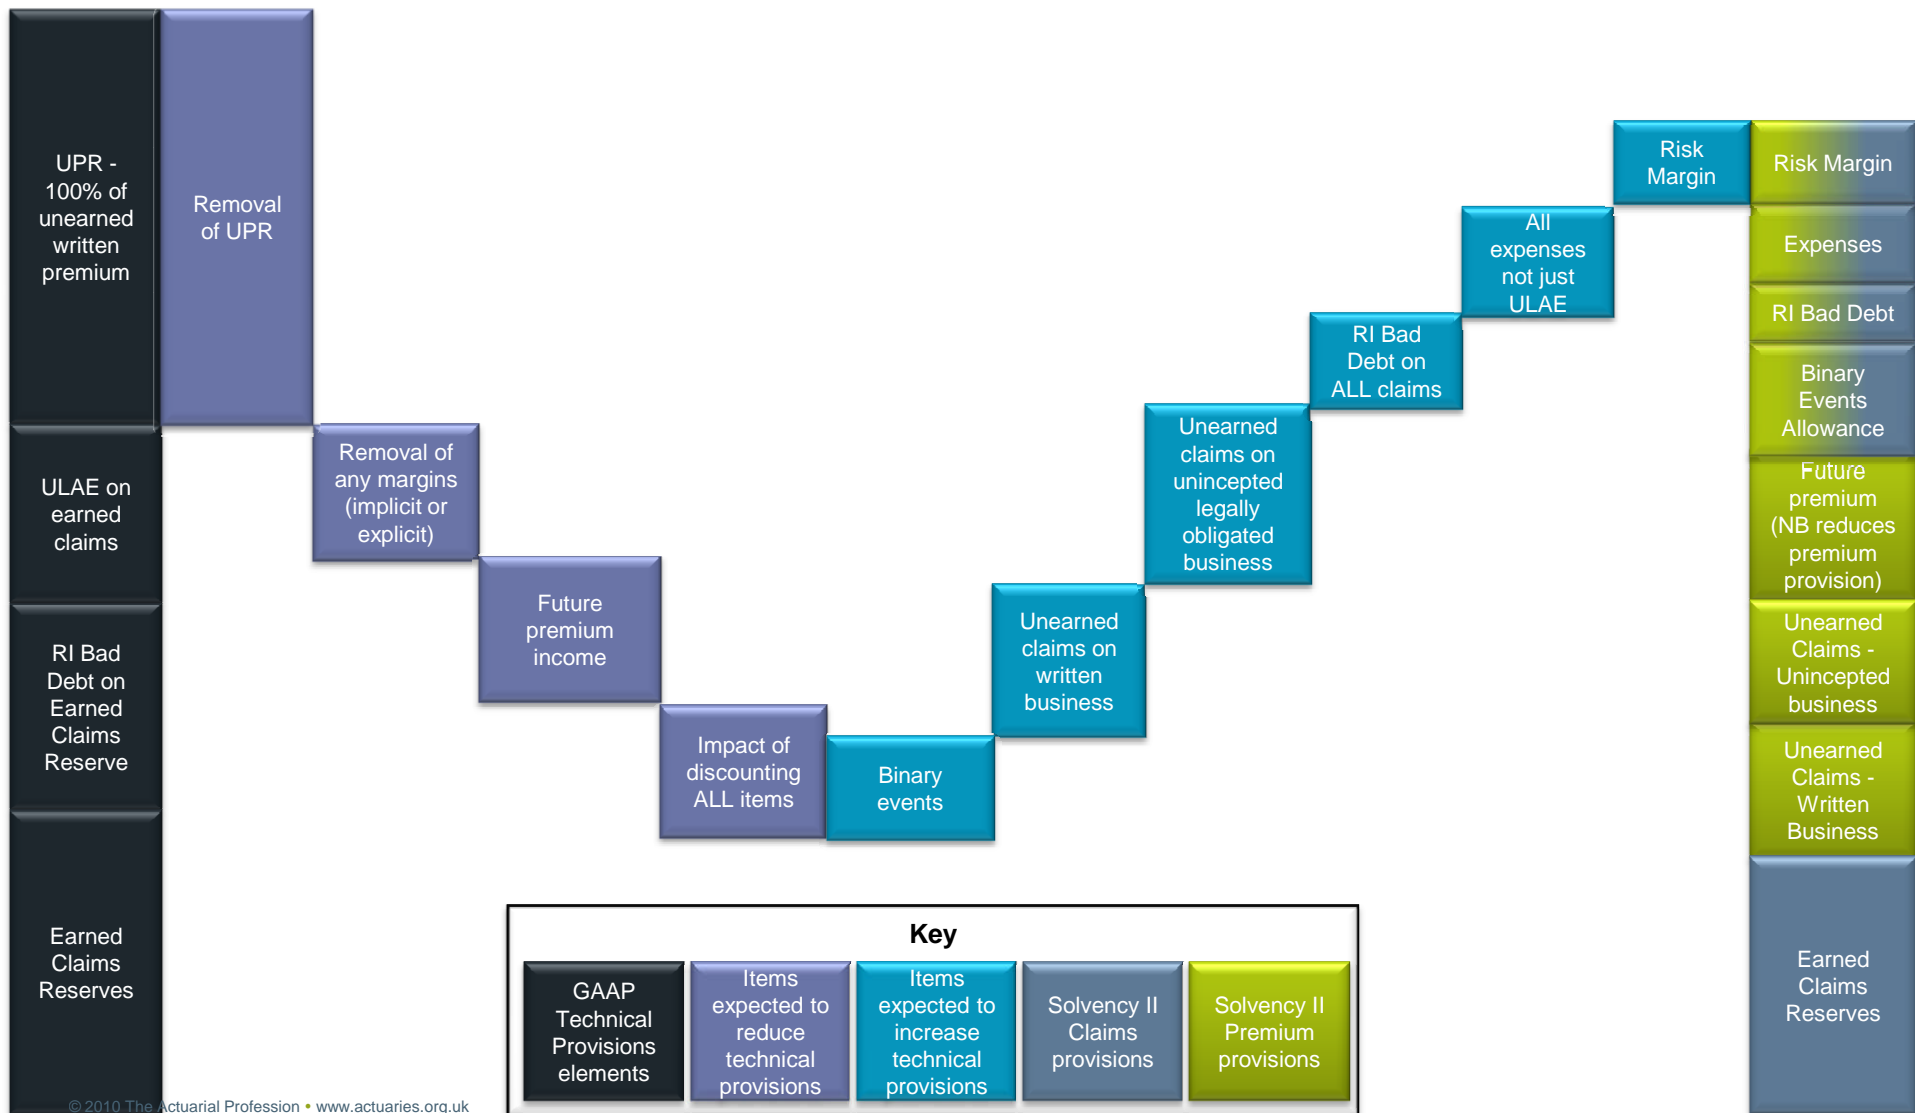 UPR -
100% of
unearned
written
premium
ULAE on
earned
claims
RI Bad
Debt on
Earned
Claims
Reserve
Earned
Claims
Reserves
Removal
of UPR
Removal of
any margins
(implicit or
explicit)
Future
premium
income
Impact of
discounting
ALL items
Binary
events
Unearned
claims on
written
business
Unearned
claims on
unincepted
legally
obligated
business
RI Bad
Debt on
ALL claims
All
expenses
not just
ULAE
Risk
Margin
Risk Margin
Expenses
RI Bad Debt
Binary
Events
Allowance
Future
premium
(NB reduces
premium
provision)
Unearned
Claims -
Unincepted
business
Unearned
Claims -
Written
Business
Earned
Claims
Reserves
Key
GAAP
Technical
Provisions
elements
Items
expected to
reduce
technical
provisions
Items
expected to
increase
technical
provisions
Solvency II
Claims
provisions
Solvency II
Premium
provisions
© 2010 The Actuarial Profession • www.actuaries.org.uk